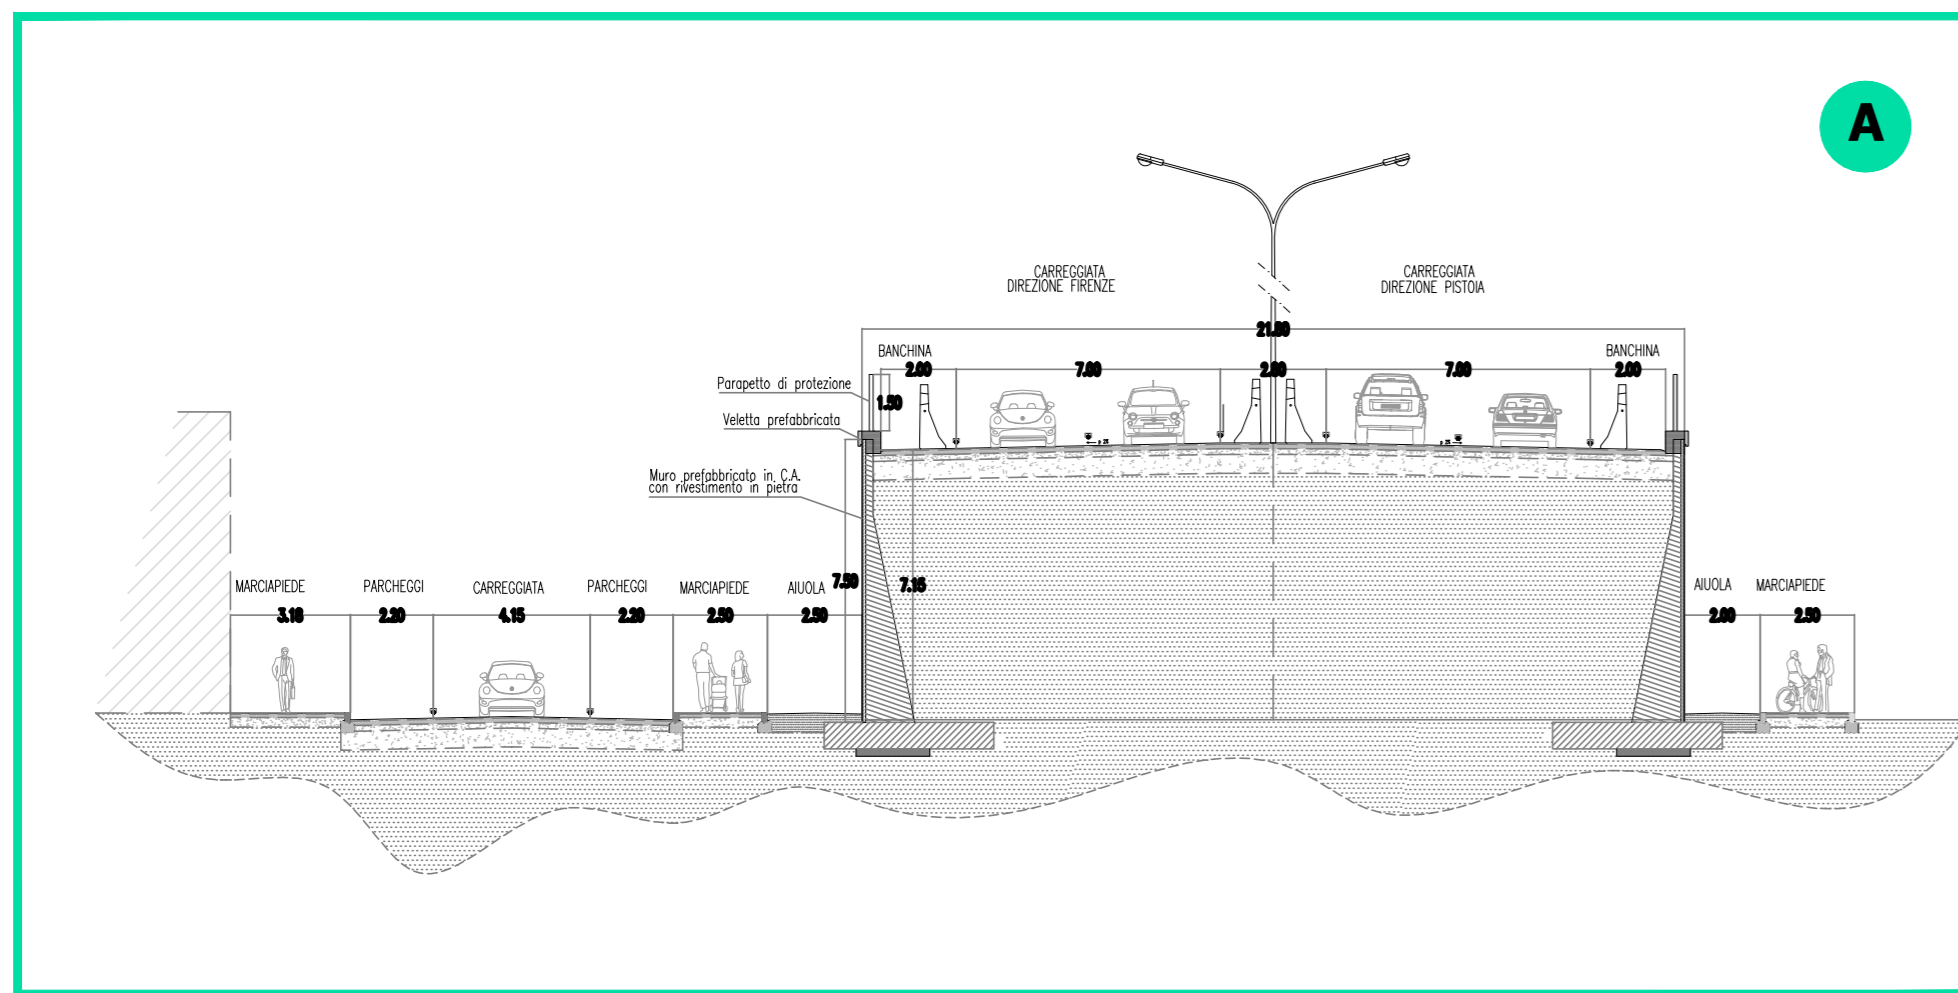 A
CARREGGIATA
DIREZIONE FIRENZE
CARREGGIATA
DIREZIONE PISTOIA
21.80
BANCHINA
BANCHINA
2.00
7.00
2.80
7.00
2.00
Parapetto di protezione
1.50
Veletta prefabbricata
Muro prefabbricato in C.A.
con rivestimento in pietra
7.50
7.15
MARCIAPIEDE
PARCHEGGI
CARREGGIATA
PARCHEGGI
MARCIAPIEDE
AIUOLA
AIUOLA
MARCIAPIEDE
3.18
2.20
4.15
2.20
2.50
2.50
2.00
2.50